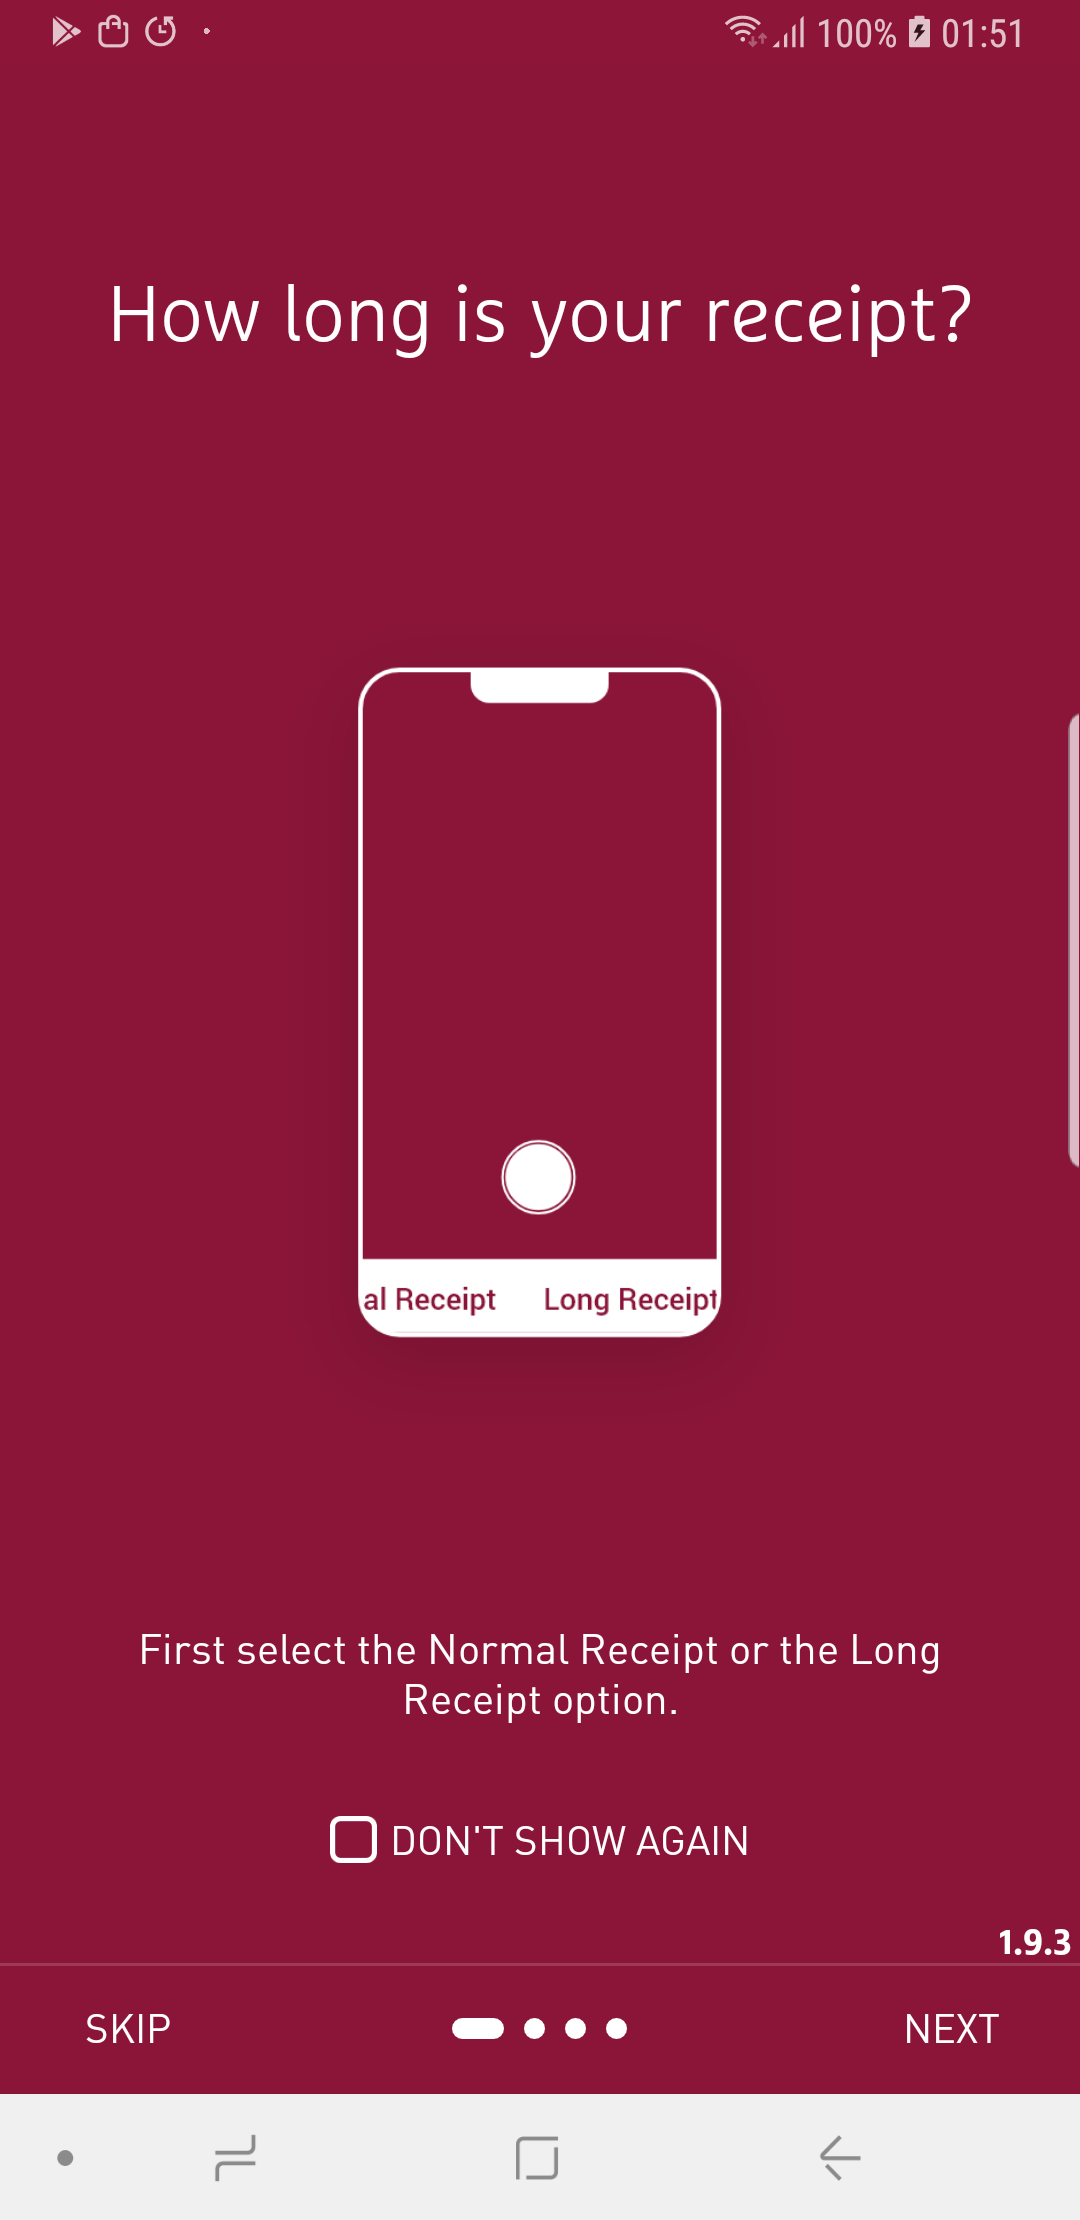 100% 01:51
How long is your receipt?
al Receipt Long Receipt
First select the Normal Receipt or the Long
Receipt option.
DON'T SHOW AGAIN
1.9.3
SKIP NEXT